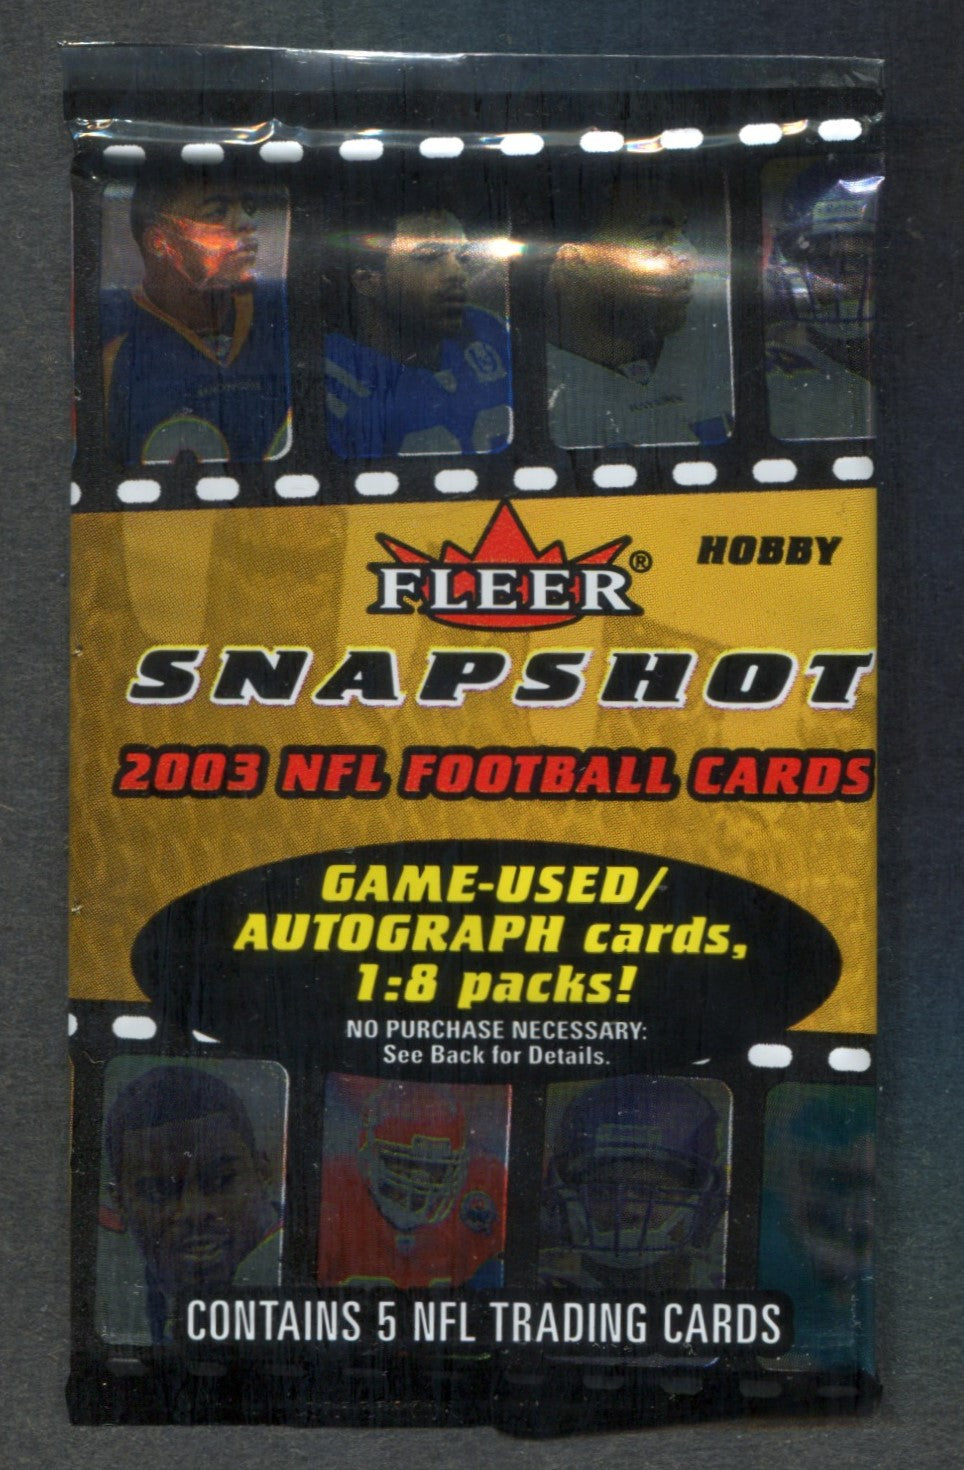 FLEER®
HOBBY
SNAPSHOT
2003 NFL FOOTBALL CARDS
GAME-USED/
AUTOGRAPH cards,
1:8 packs!
NO PURCHASE NECESSARY:
See Back for Details.
CONTAINS 5 NFL TRADING CARDS